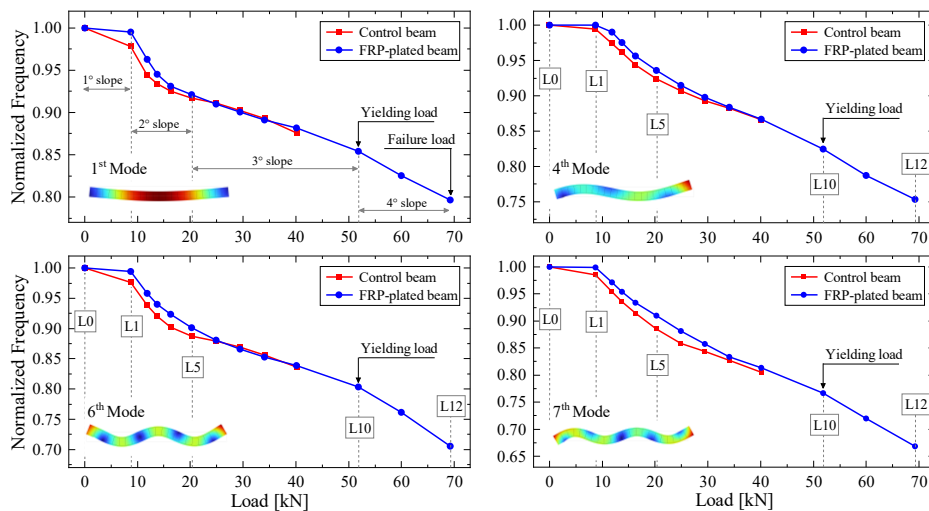 Normalized Frequency
1.00
0.95
0.90
0.85
0.80
Control beam
FRP-plated beam
1° slope
2° slope
3° slope
4° slope
Yielding load
Failure load
1st Mode
0 10 20 30 40 50 60 70
1.00
0.95
0.90
0.85
0.80
0.75
Control beam
FRP-plated beam
L0
L1
L5
Yielding load
L10
L12
4th Mode
0 10 20 30 40 50 60 70
Normalized Frequency
1.00
0.95
0.90
0.85
0.80
0.75
0.70
Control beam
FRP-plated beam
L0
L1
L5
Yielding load
L12
L10
6th Mode
0 10 20 30 40 50 60 70
Load [kN]
1.00
0.95
0.90
0.85
0.80
0.75
0.70
0.65
Control beam
FRP-plated beam
L0
L1
L5
Yielding load
L12
L10
7th Mode
0 10 20 30 40 50 60 70
Load [kN]